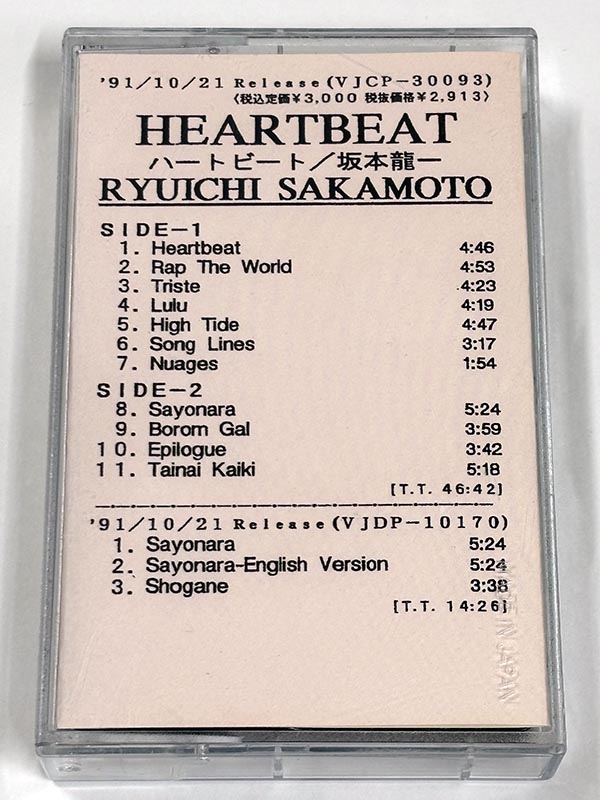 '91/10/21 Release(VJCP-30093)
〈税込定価¥3,000 税抜価格¥2,913〉
HEARTBEAT
ハートビート/坂本龍一
RYUICHI SAKAMOTO
SIDE-1
1. Heartbeat 4:46
2. Rap The World 4:53
3. Triste 4:23
4. Lulu 4:19
5. High Tide 4:47
6. Song Lines 3:17
7. Nuages 1:54
SIDE-2
8. Sayonara 5:24
9. Borom Gal 3:59
10. Epilogue 3:42
11. Tainai Kaiki 5:18
[T.T. 46:42]
'91/10/21 Release(VJDP-10170)
1. Sayonara 5:24
2. Sayonara-English Version 5:24
3. Shogane 3:38
[T.T. 14:26]
MADE IN JAPAN